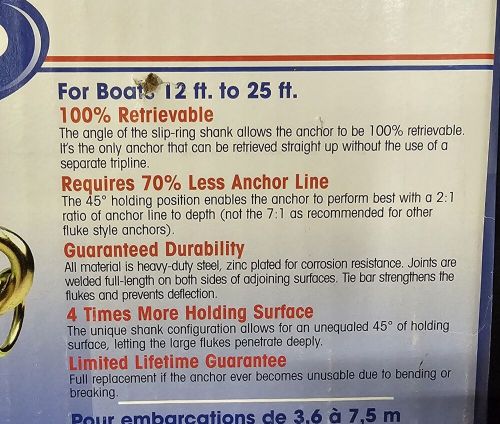 For Boats 12 ft. to 25 ft.
100% Retrievable
The angle of the slip-ring shank allows the anchor to be 100% retrievable.
It's the only anchor that can be retrieved straight up without the use of a
separate tripline.
Requires 70% Less Anchor Line
The 45° holding position enables the anchor to perform best with a 2:1
ratio of anchor line to depth (not the 7:1 as recommended for other
fluke style anchors).
Guaranteed Durability
All material is heavy-duty steel, zinc plated for corrosion resistance. Joints are
welded full-length on both sides of adjoining surfaces. Tie bar strengthens the
flukes and prevents deflection.
4 Times More Holding Surface
The unique shank configuration allows for an unequaled 45° of holding
surface, letting the large flukes penetrate deeply.
Limited Lifetime Guarantee
Full replacement if the anchor ever becomes unusable due to bending or
breaking.
Pour embarcations de 3,6 à 7,5 m